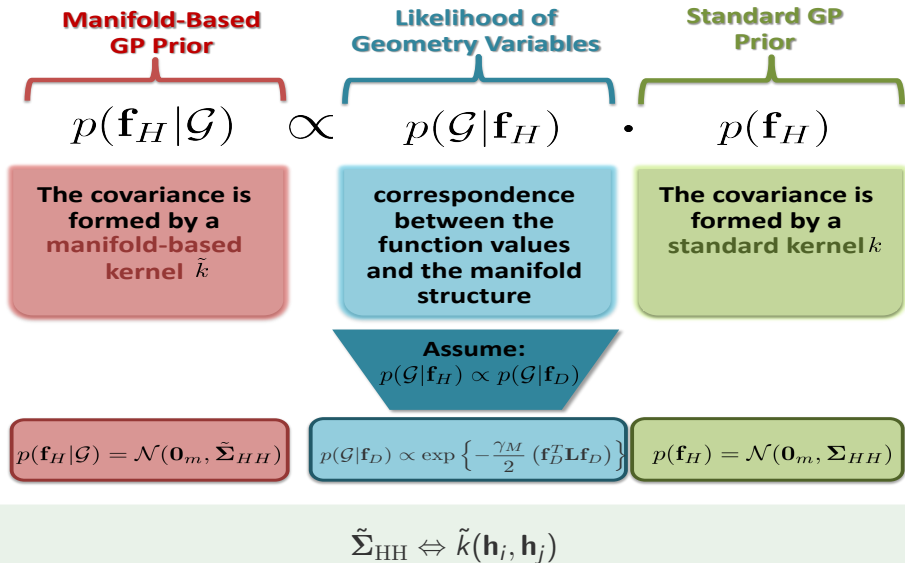 Manifold-Based
GP Prior
Likelihood of
Geometry Variables
Standard GP
Prior
p(𝐟_H|𝒢) ∝ p(𝒢|𝐟_H) · p(𝐟_H)
The covariance is
formed by a
manifold-based
kernel k̃
correspondence
between the
function values
and the manifold
structure
The covariance is
formed by a
standard kernel k
Assume:
p(𝒢|𝐟_H) ∝ p(𝒢|𝐟_D)
p(𝐟_H|𝒢) = 𝒩(𝟎_m, Σ̃_HH)
p(𝒢|𝐟_D) ∝ exp { −γ_M/2 (𝐟_D^T 𝐋𝐟_D) }
p(𝐟_H) = 𝒩(𝟎_m, Σ_HH)
Σ̃_HH ⇔ k̃(𝐡_i, 𝐡_j)